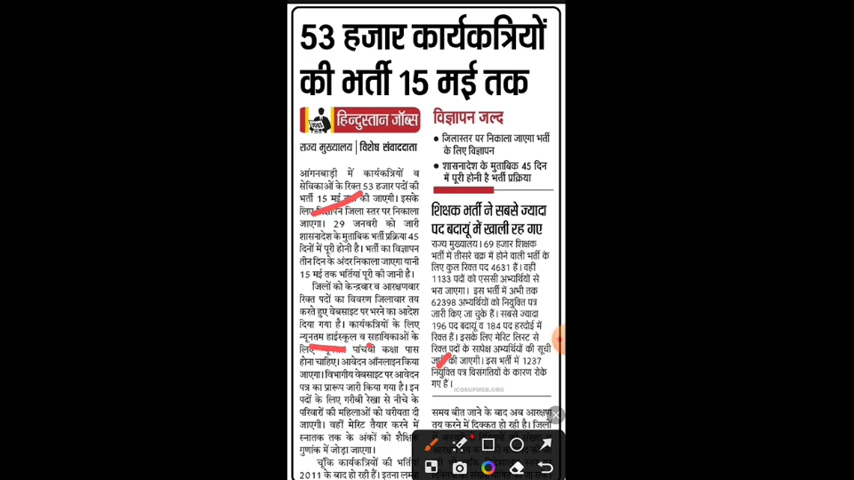 53 हजार कार्यकत्रियों
की भर्ती 15 मई तक
हिन्दुस्तान जॉब्स
राज्य मुख्यालय | विशेष संवाददाता
आंगनबाड़ी में कार्यकत्रियों व
सेविकाओं के रिक्त 53 हजार पदों की
भर्ती 15 मई की जाएगी। इसके
लिए जिला स्तर पर निकाला
जाएगा। 29 जनवरी को जारी
शासनादेश के मुताबिक भर्ती प्रक्रिया 45
दिनों में पूरी होनी है। भर्ती का विज्ञापन
तीन दिन के अंदर निकाला जाएगा यानी
15 मई तक भर्तियां पूरी की जानी है।
जिलों को केन्द्रवार व आरक्षणवार
रिक्त पदों का विवरण जिलावार तय
करते हुए वेबसाइट पर भरने का आदेश
दिया गया है। कार्यकत्रियों के लिए
न्यूनतम हाईस्कूल व सहायिकाओं के
लिए पांचवी कक्षा पास
होना चाहिए। आवेदन ऑनलाइन किया
जाएगा। विभागीय वेबसाइट पर आवेदन
पत्र का प्रारूप जारी किया गया है। इन
पदों के लिए गरीबी रेखा से नीचे के
परिवारों की महिलाओं को वरीयता दी
जाएगी। वहीं मेरिट तैयार करने में
स्नातक तक के अंकों को शैक्षि
गुणांक में जोड़ा जाएगा।
चूंकि कार्यकत्रियों की भर्ति
2011 के बाद हो रही हैं। इतना लम
विज्ञापन जल्द
• जिलास्तर पर निकाला जाएगा भर्ती
के लिए विज्ञापन
• शासनादेश के मुताबिक 45 दिन
में पूरी होनी है भर्ती प्रक्रिया
शिक्षक भर्ती ने सबसे ज्यादा
पद बदायूं में खाली रह गए
राज्य मुख्यालय। 69 हजार शिक्षक
भर्ती में तीसरे चक्र में होने वाली भर्ती के
लिए कुल रिक्त पद 4631 हैं। वहीं
1133 पदों को एससी अभ्यर्थियों से
भरा जाएगा। इस भर्ती में अभी तक
62398 अभ्यर्थियों को नियुक्ति पत्र
जारी किए जा चुके हैं। सबसे ज्यादा
196 पद बदायूं व 184 पद हरदोई में
रिक्त हैं। इसके लिए मेरिट लिस्ट से
रिक्त पदों के सापेक्ष अभ्यर्थियों की सूची
की जाएगी। इस भर्ती में 1237
नियुक्ति पत्र विसंगतियों के कारण रोके
गए हैं।
ICDSUPWEB.ORG
समय बीत जाने के बाद अब आरक्षण
तय करने में दिक्कत हो रही है। जिलों